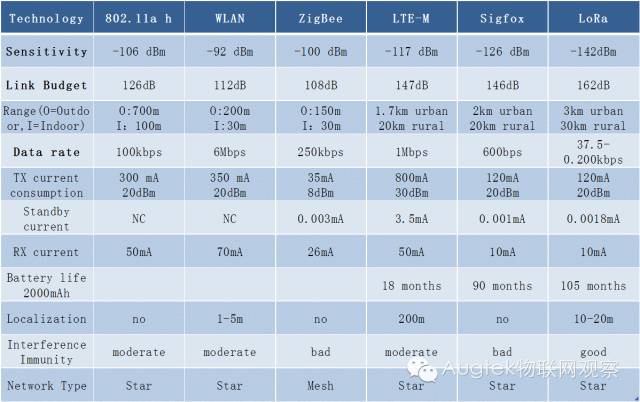 Technology 802.11a h WLAN ZigBee LTE-M Sigfox LoRa
Sensitivity -106 dBm -92 dBm -100 dBm -117 dBm -126 dBm -142dBm
Link Budget 126dB 112dB 108dB 147dB 146dB 162dB
Range(O=Outdo O:700m O:200m O:150m 1.7km urban 2km urban 3km urban
or,I=Indoor) I: 100m I:30m I: 30m 20km rural 20km rural 30km rural
Data rate 100kbps 6Mbps 250kbps 1Mbps 600bps 37.5-
0.200kbps
TX current 300 mA 350 mA 35mA 800mA 120mA 120mA
consumption 20dBm 20dBm 8dBm 30dBm 20dBm 20dBm
Standby
current NC NC 0.003mA 3.5mA 0.001mA 0.0018mA
RX current 50mA 70mA 26mA 50mA 10mA 10mA
Battery life
2000mAh 18 months 90 months 105 months
Localization no 1-5m no 200m no 10-20m
Interference
Immunity moderate moderate bad moderate bad good
Augtek物联网观察
Network Type Star Star Mesh Star Star Star